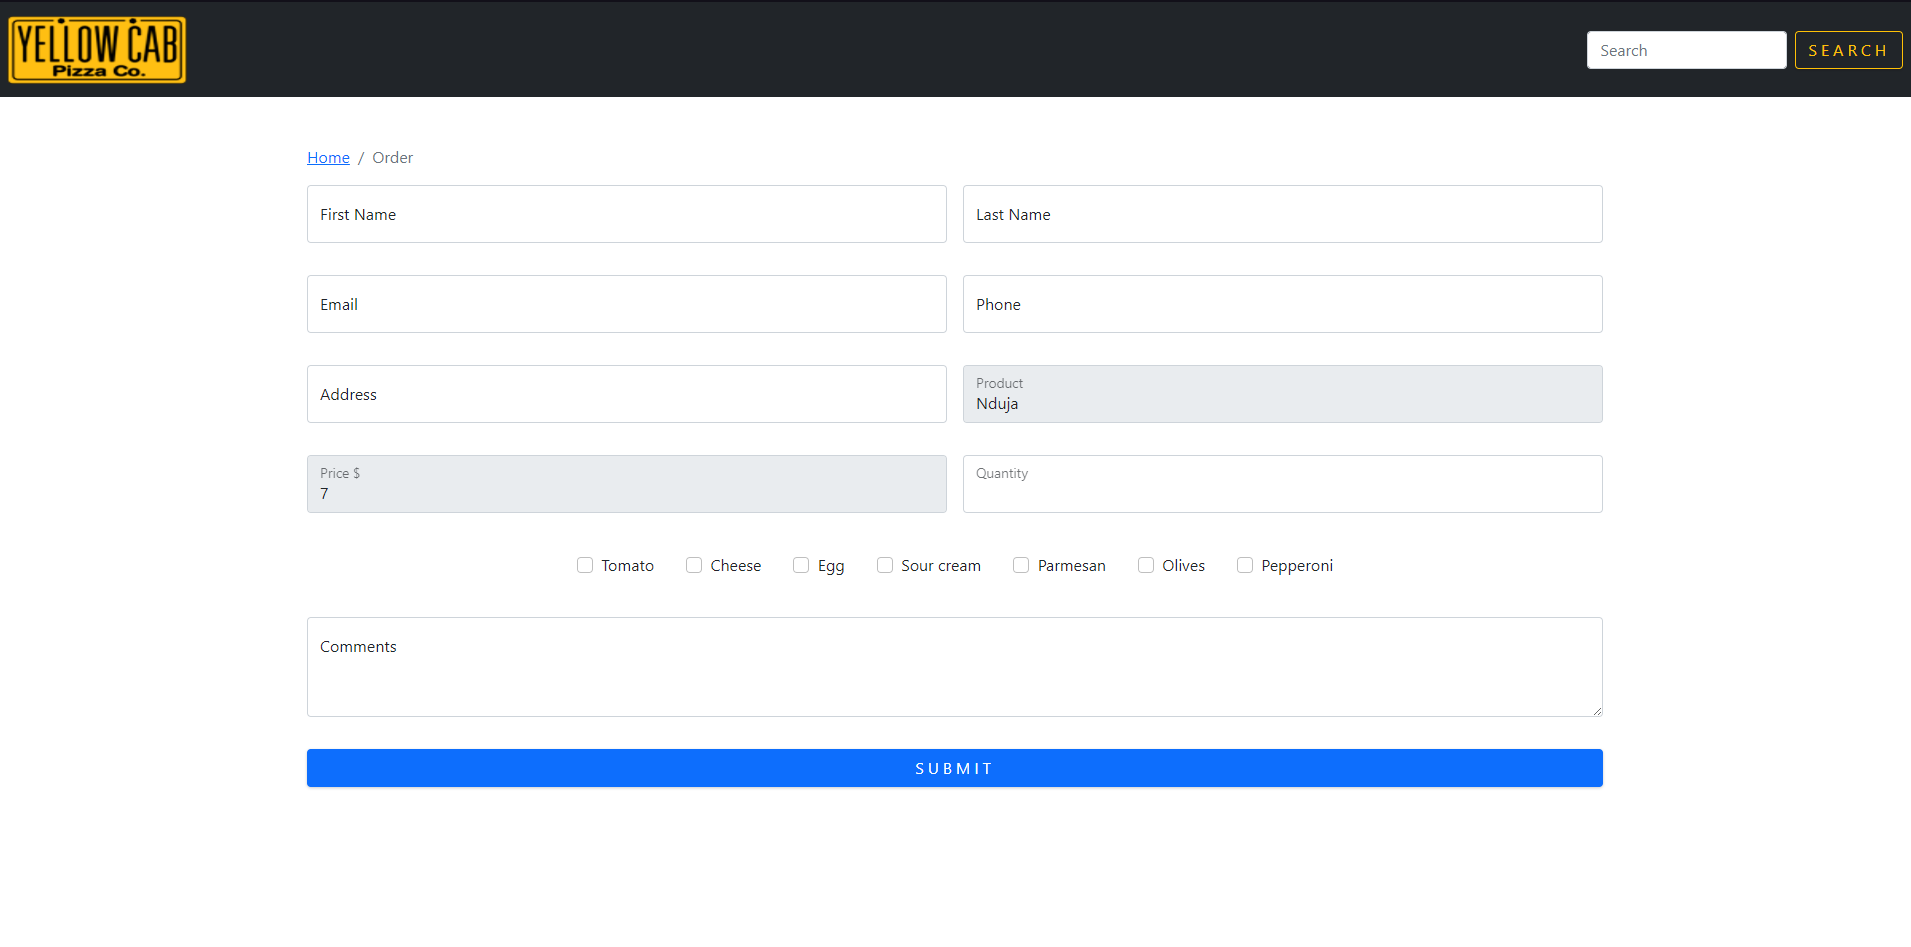 YELLOW CAB
Pizza Co.
Search
SEARCH
Home / Order
First Name
Last Name
Email
Phone
Address
Product
Nduja
Price $
7
Quantity
Tomato Cheese Egg Sour cream Parmesan Olives Pepperoni
Comments
SUBMIT